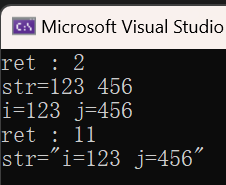 Microsoft Visual Studio
ret : 2
str=123 456
i=123 j=456
ret : 11
str="i=123 j=456"